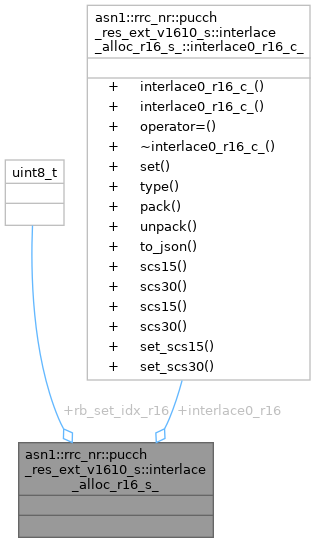 asn1::rrc_nr::pucch
_res_ext_v1610_s::interlace
_alloc_r16_s_::interlace0_r16_c_
+ interlace0_r16_c_()
+ interlace0_r16_c_()
+ operator=()
+ ~interlace0_r16_c_()
+ set()
+ type()
+ pack()
+ unpack()
+ to_json()
+ scs15()
+ scs30()
+ scs15()
+ scs30()
+ set_scs15()
+ set_scs30()
uint8_t
+rb_set_idx_r16
+interlace0_r16
asn1::rrc_nr::pucch
_res_ext_v1610_s::interlace
_alloc_r16_s_